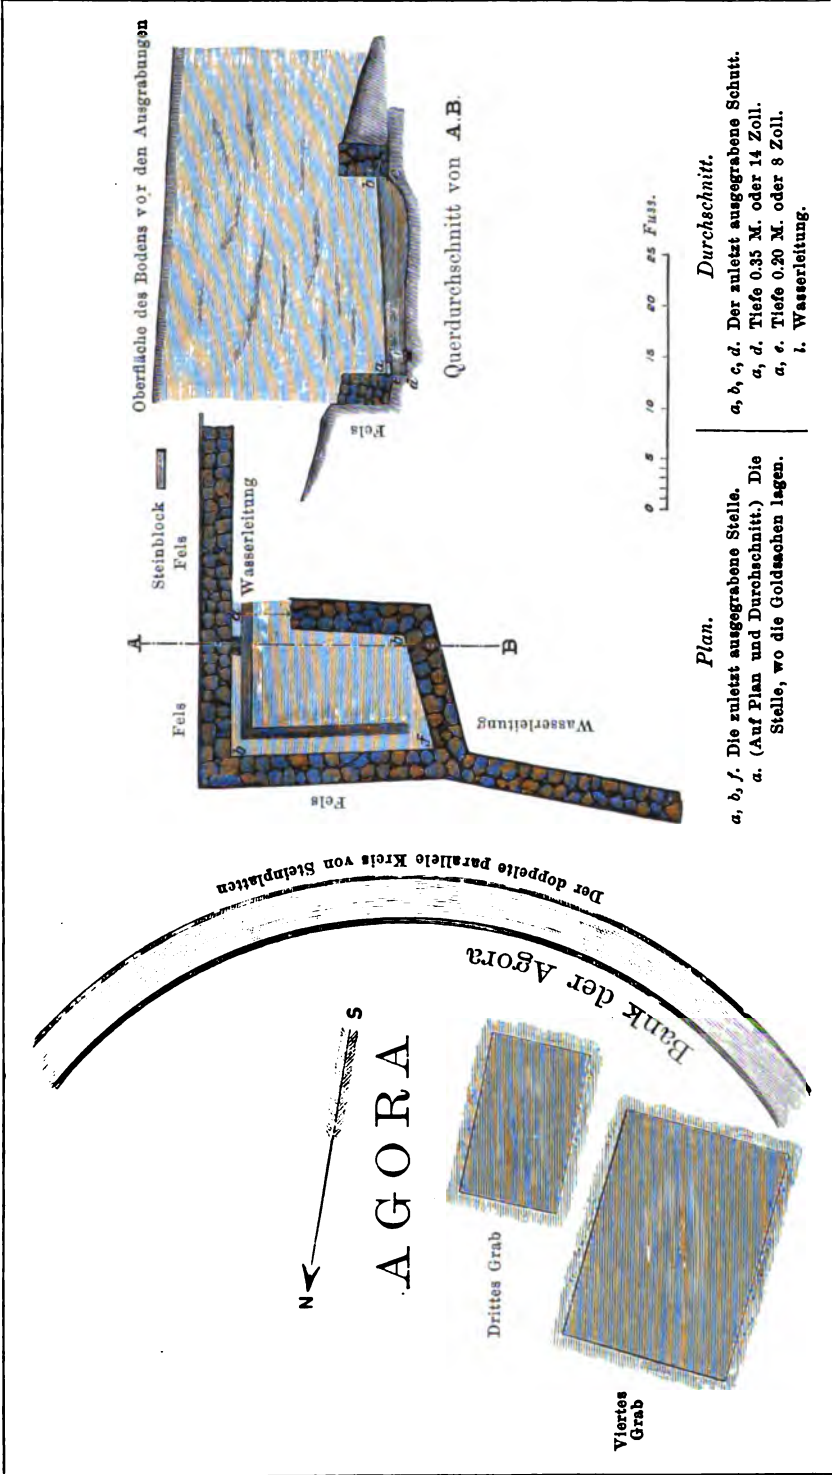 Oberfläche des Bodens vor den Ausgrabungen
Steinblock
Fels
Fels
Fels
Fels
Wasserleitung
Wasserleitung
A
B
a
b
b
f
a
b
c
d
Querdurchschnitt von A.B.
0 5 10 15 20 25 Fuss.
Der doppelte parallele Kreis von Steinplatten
Bank der Agora
N
S
AGORA
Drittes Grab
Viertes
Grab
Plan.
a, b, f. Die zuletzt ausgegrabene Stelle.
a. (Auf Plan und Durchschnitt.) Die
Stelle, wo die Goldsachen lagen.
Durchschnitt.
a, b, c, d. Der zuletzt ausgegrabene Schutt.
a, d. Tiefe 0.35 M. oder 14 Zoll.
a, e. Tiefe 0.20 M. oder 8 Zoll.
l. Wasserleitung.